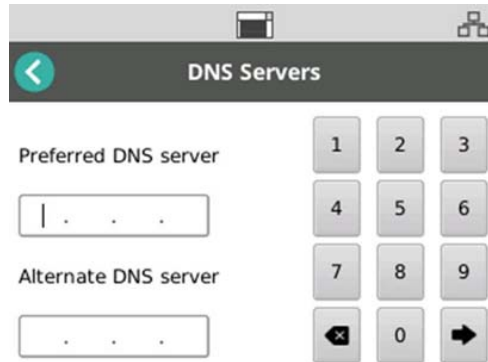 DNS Servers
Preferred DNS server
. . .
Alternate DNS server
. . .
1 2 3
4 5 6
7 8 9
0